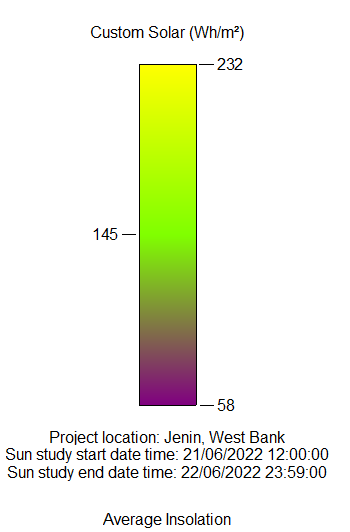 Custom Solar (Wh/m²)
232
145
58
Project location: Jenin, West Bank
Sun study start date time: 21/06/2022 12:00:00
Sun study end date time: 22/06/2022 23:59:00
Average Insolation